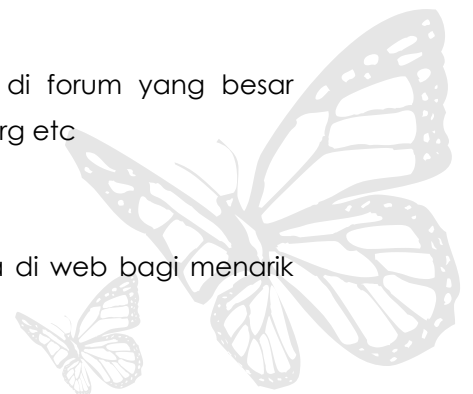 di forum yang besar
rg etc
di web bagi menarik